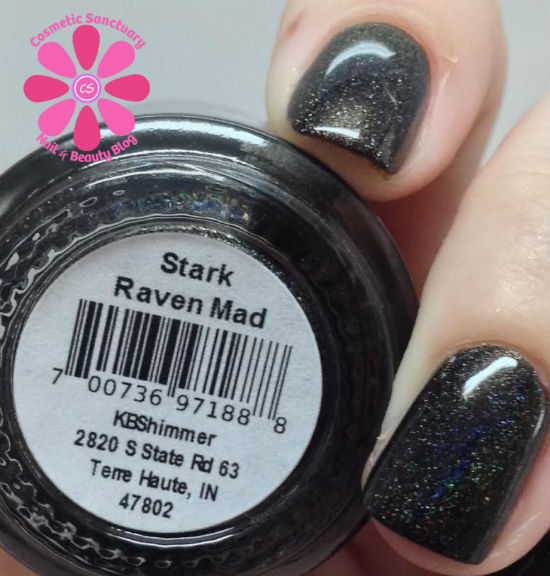 Cosmetic Sanctuary
CS
Nail & Beauty Blog
Stark
Raven Mad
7 00736 97188 8
KBShimmer
2820 S State Rd 63
Terre Haute, IN
47802